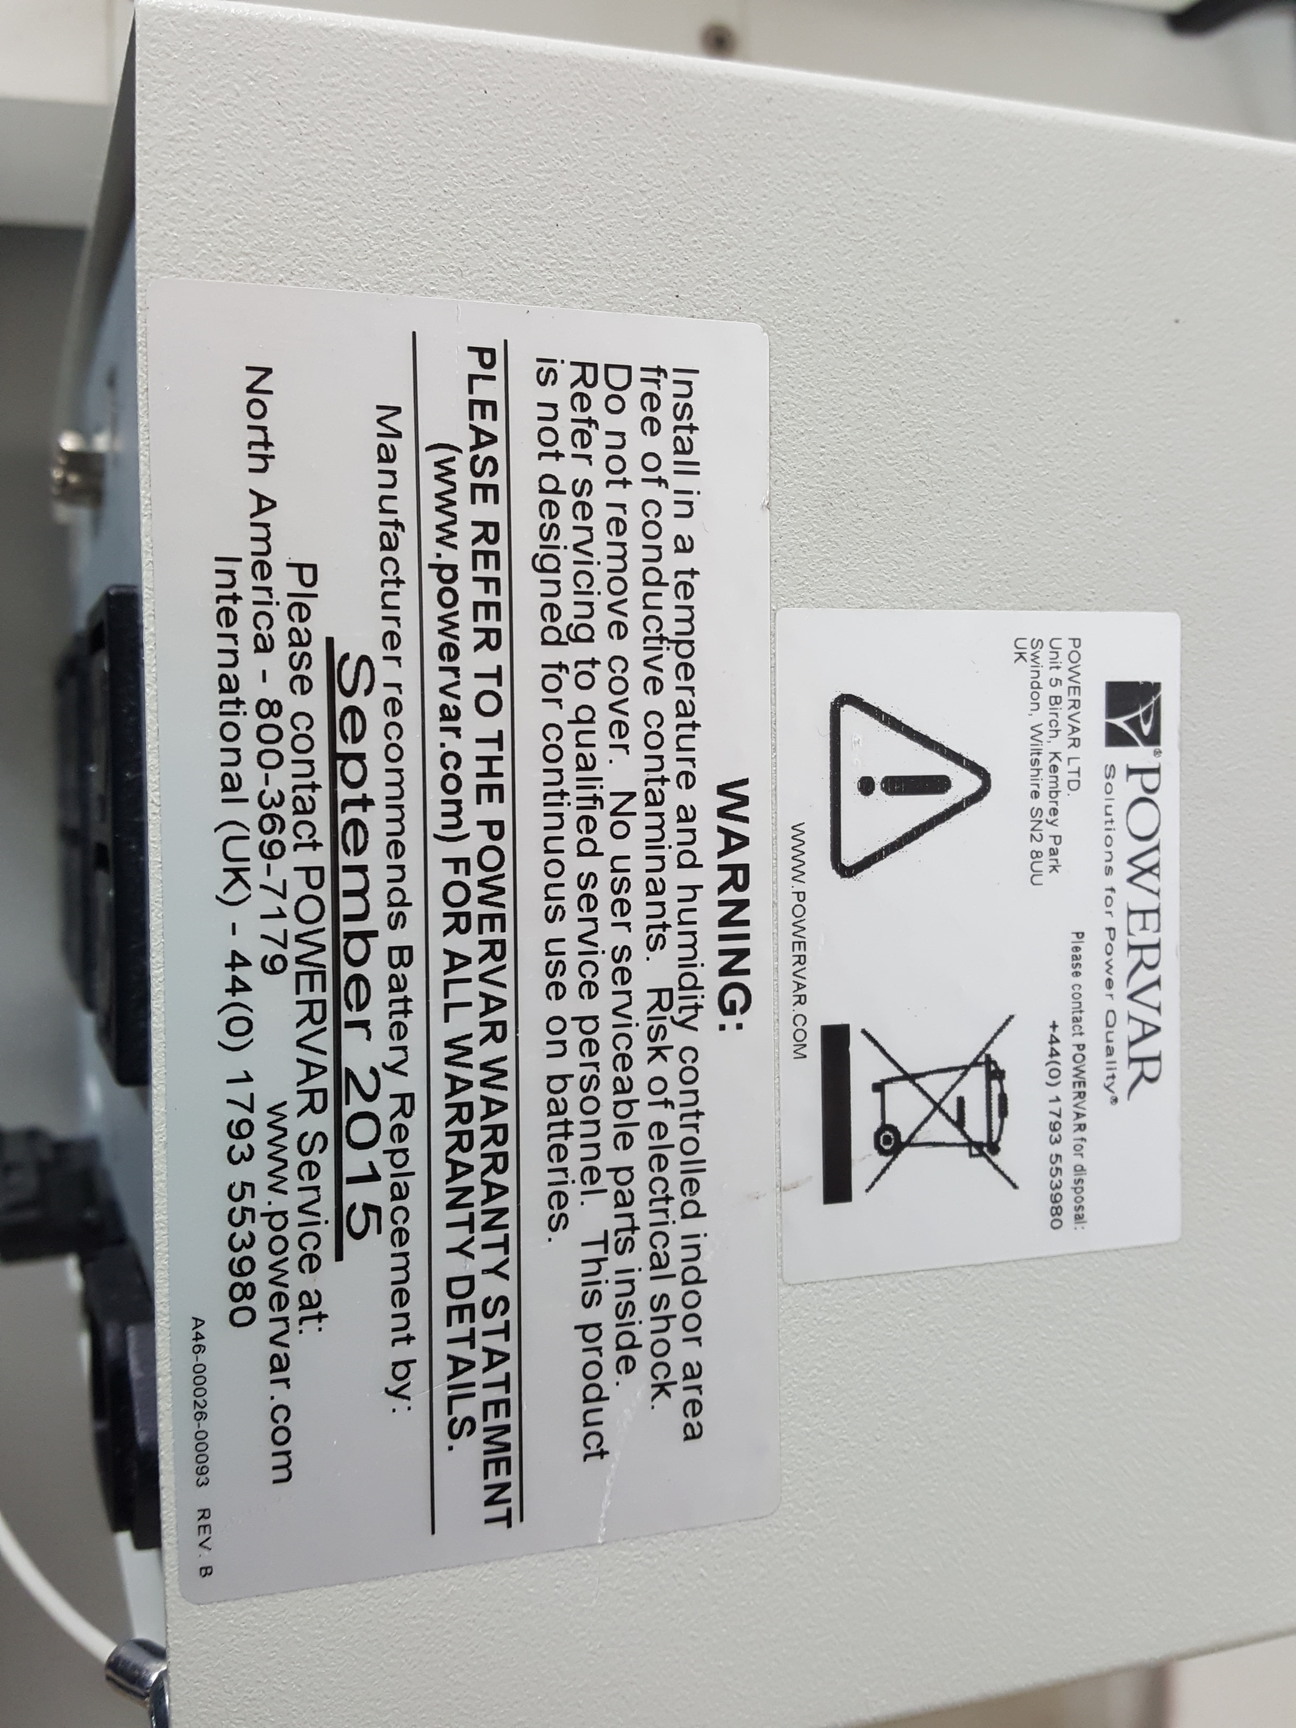 POWERVAR
®
Solutions for Power Quality®
POWERVAR LTD.
Unit 5 Birch, Kembrey Park
Swindon, Wiltshire SN2 8UU
UK
Please contact POWERVAR for disposal:
+44(0) 1793 553980
WWW.POWERVAR.COM
WARNING:
Install in a temperature and humidity controlled indoor area
free of conductive contaminants. Risk of electrical shock.
Do not remove cover. No user serviceable parts inside.
Refer servicing to qualified service personnel. This product
is not designed for continuous use on batteries.
PLEASE REFER TO THE POWERVAR WARRANTY STATEMENT
(www.powervar.com) FOR ALL WARRANTY DETAILS.
Manufacturer recommends Battery Replacement by:
September 2015
Please contact POWERVAR Service at:
North America - 800-369-7179 www.powervar.com
International (UK) - 44(0) 1793 553980
A46-00026-00093 REV. B